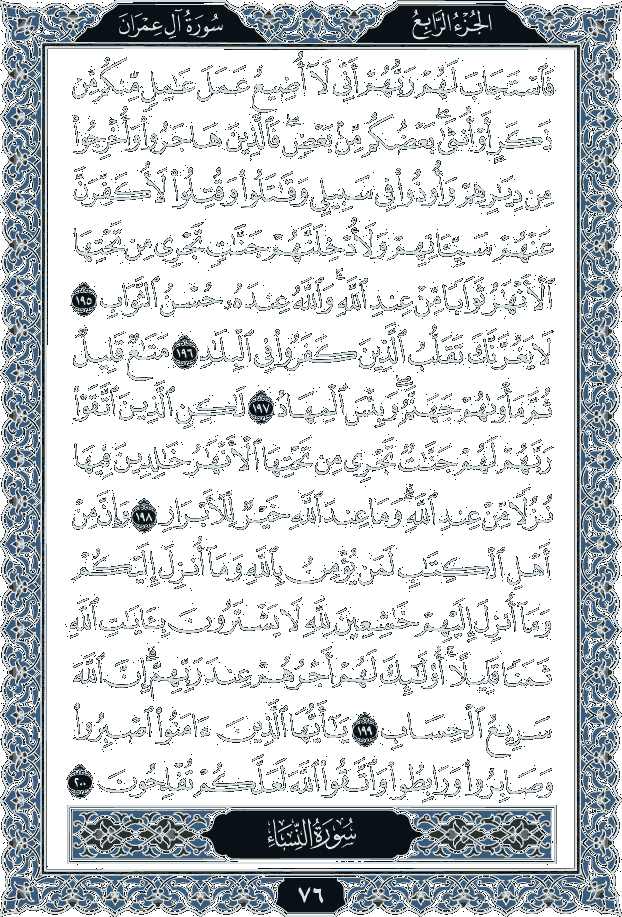 سُورَةُ آلِ عِمْرَانَ
الجُزْءُ الرَّابِعُ
فَٱسْتَجَابَ لَهُمْ رَبُّهُمْ أَنِّى لَآ أُضِيعُ عَمَلَ عَٰمِلٍ مِّنكُم مِّن
ذَكَرٍ أَوْ أُنثَىٰ ۖ بَعْضُكُم مِّنۢ بَعْضٍ ۖ فَٱلَّذِينَ هَاجَرُوا۟ وَأُخْرِجُوا۟
مِن دِيَٰرِهِمْ وَأُوذُوا۟ فِى سَبِيلِى وَقَٰتَلُوا۟ وَقُتِلُوا۟ لَأُكَفِّرَنَّ
عَنْهُمْ سَيِّـَٔاتِهِمْ وَلَأُدْخِلَنَّهُمْ جَنَّٰتٍ تَجْرِى مِن تَحْتِهَا
ٱلْأَنْهَٰرُ ثَوَابًا مِّنْ عِندِ ٱللَّهِ ۗ وَٱللَّهُ عِندَهُۥ حُسْنُ ٱلثَّوَابِ ١٩٥
لَا يَغُرَّنَّكَ تَقَلُّبُ ٱلَّذِينَ كَفَرُوا۟ فِى ٱلْبِلَٰدِ ١٩٦ مَتَٰعٌ قَلِيلٌ
ثُمَّ مَأْوَىٰهُمْ جَهَنَّمُ ۚ وَبِئْسَ ٱلْمِهَادُ ١٩٧ لَٰكِنِ ٱلَّذِينَ ٱتَّقَوْا۟
رَبَّهُمْ لَهُمْ جَنَّٰتٌ تَجْرِى مِن تَحْتِهَا ٱلْأَنْهَٰرُ خَٰلِدِينَ فِيهَا
نُزُلًا مِّنْ عِندِ ٱللَّهِ ۗ وَمَا عِندَ ٱللَّهِ خَيْرٌ لِّلْأَبْرَارِ ١٩٨ وَإِنَّ مِنْ
أَهْلِ ٱلْكِتَٰبِ لَمَن يُؤْمِنُ بِٱللَّهِ وَمَآ أُنزِلَ إِلَيْكُمْ
وَمَآ أُنزِلَ إِلَيْهِمْ خَٰشِعِينَ لِلَّهِ لَا يَشْتَرُونَ بِـَٔايَٰتِ ٱللَّهِ
ثَمَنًا قَلِيلًا ۗ أُو۟لَٰٓئِكَ لَهُمْ أَجْرُهُمْ عِندَ رَبِّهِمْ ۗ إِنَّ ٱللَّهَ
سَرِيعُ ٱلْحِسَابِ ١٩٩ يَٰٓأَيُّهَا ٱلَّذِينَ ءَامَنُوا۟ ٱصْبِرُوا۟
وَصَابِرُوا۟ وَرَابِطُوا۟ وَٱتَّقُوا۟ ٱللَّهَ لَعَلَّكُمْ تُفْلِحُونَ ٢٠٠
سُورَةُ النِّسَاءِ
٧٦